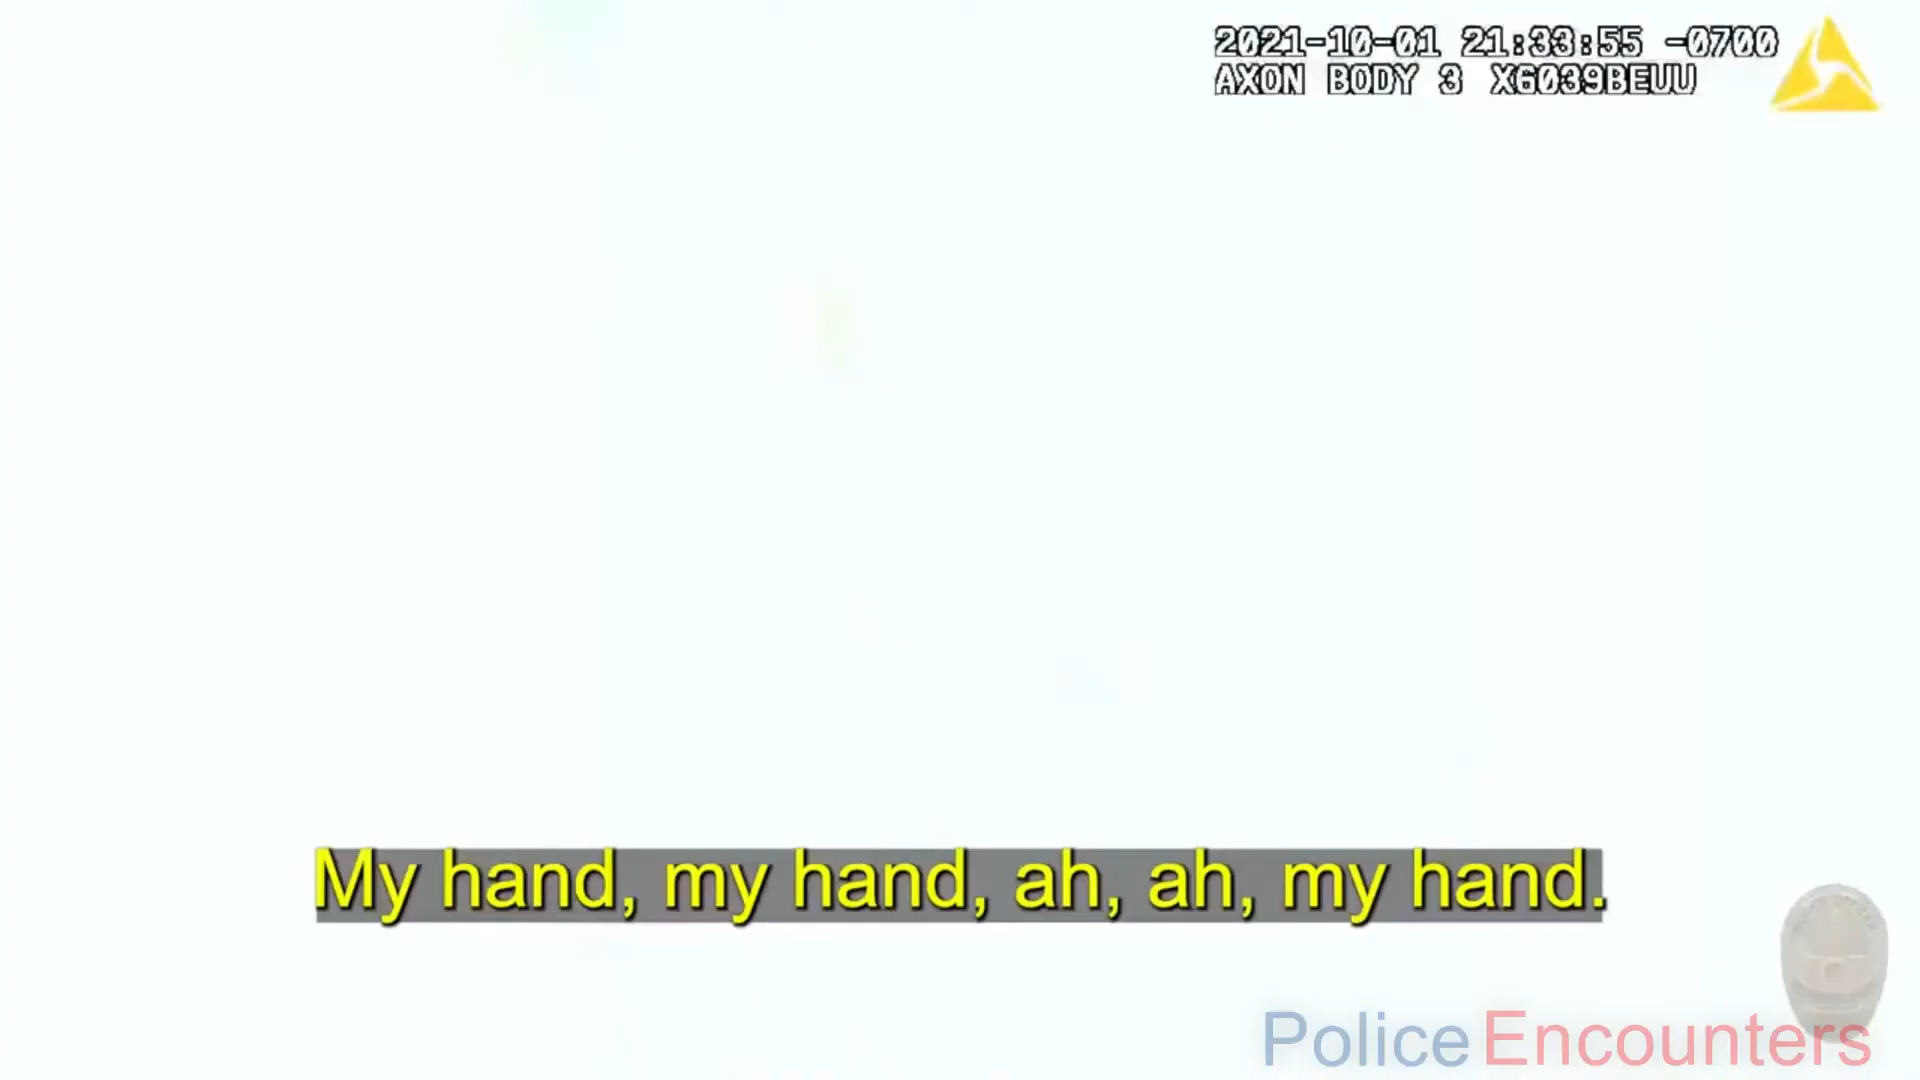 2021-10-01 21:33:55 -0700
AXON BODY 3 X6039BEUU
My hand, my hand, ah, ah, my hand.
PoliceEncounters